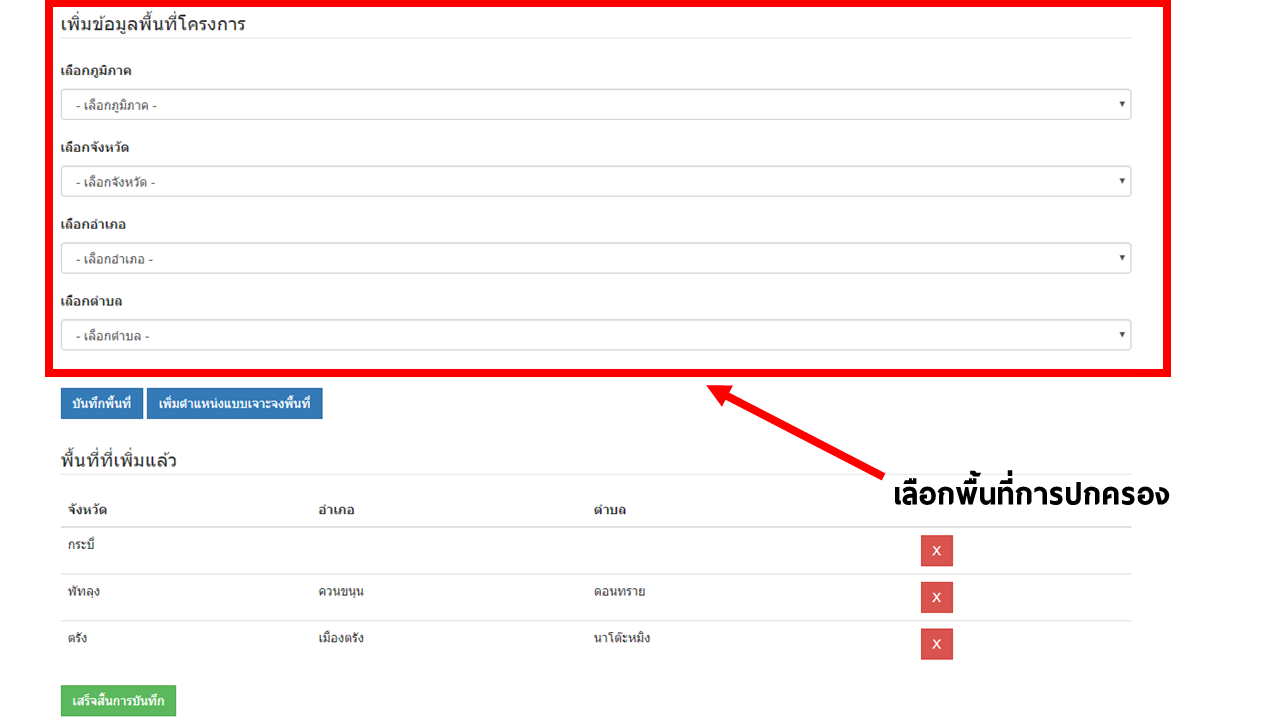 เพิ่มข้อมูลพื้นที่โครงการ
เลือกภูมิภาค
- เลือกภูมิภาค -
เลือกจังหวัด
- เลือกจังหวัด -
เลือกอำเภอ
- เลือกอำเภอ -
เลือกตำบล
- เลือกตำบล -
บันทึกพื้นที่ เพิ่มตำแหน่งแบบเจาะจงพื้นที่
พื้นที่ที่เพิ่มแล้ว
เลือกพื้นที่การปกครอง
จังหวัด อำเภอ ตำบล
กระบี่ X
พัทลุง ควนขนุน ดอนทราย X
ตรัง เมืองตรัง นาโต๊ะหมิง X
เสร็จสิ้นการบันทึก